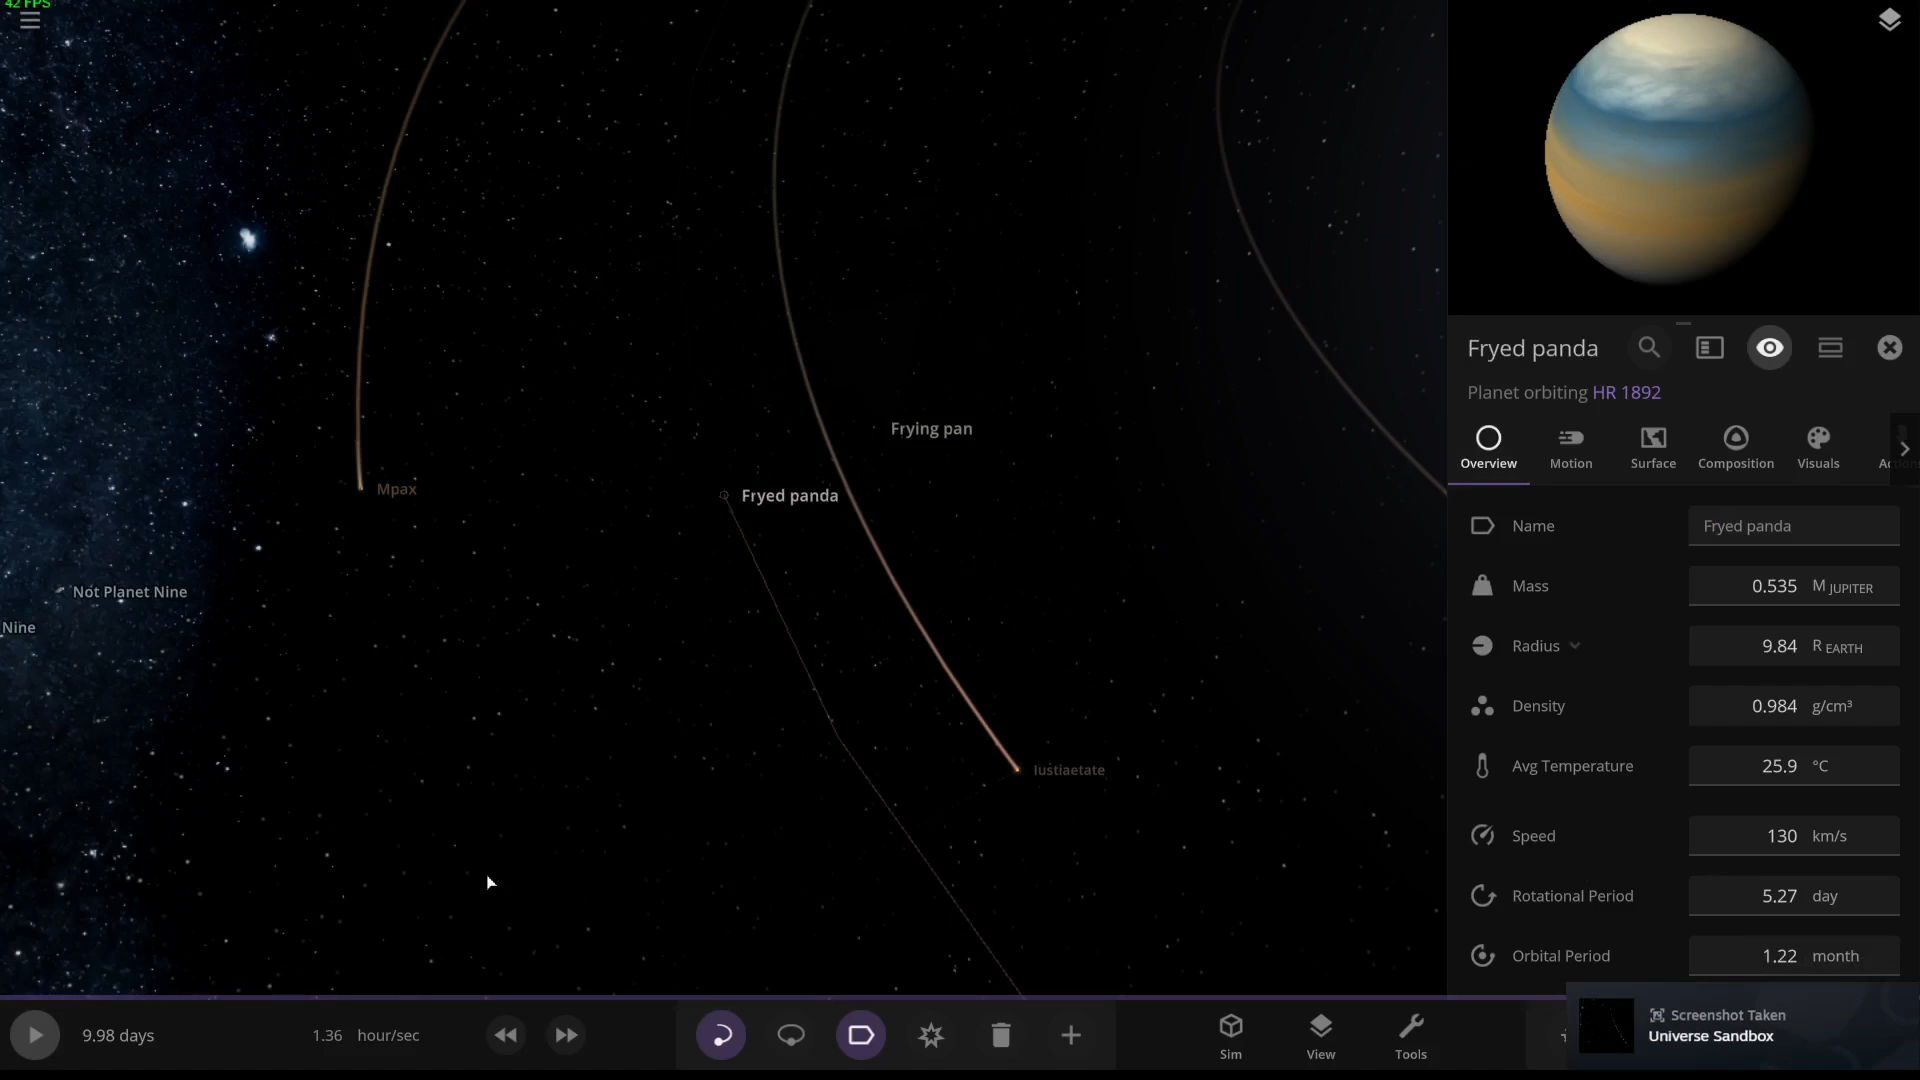 42 FPS
Mpax
Frying pan
Fryed panda
Not Planet Nine
Nine
Iustiaetate
Fryed panda
Planet orbiting HR 1892
Overview
Motion
Surface
Composition
Visuals
Name
Fryed panda
Mass
0.535 M JUPITER
Radius
9.84 R EARTH
Density
0.984 g/cm³
Avg Temperature
25.9 °C
Speed
130 km/s
Rotational Period
5.27 day
Orbital Period
1.22 month
9.98 days
1.36 hour/sec
Sim
View
Tools
Screenshot Taken
Universe Sandbox